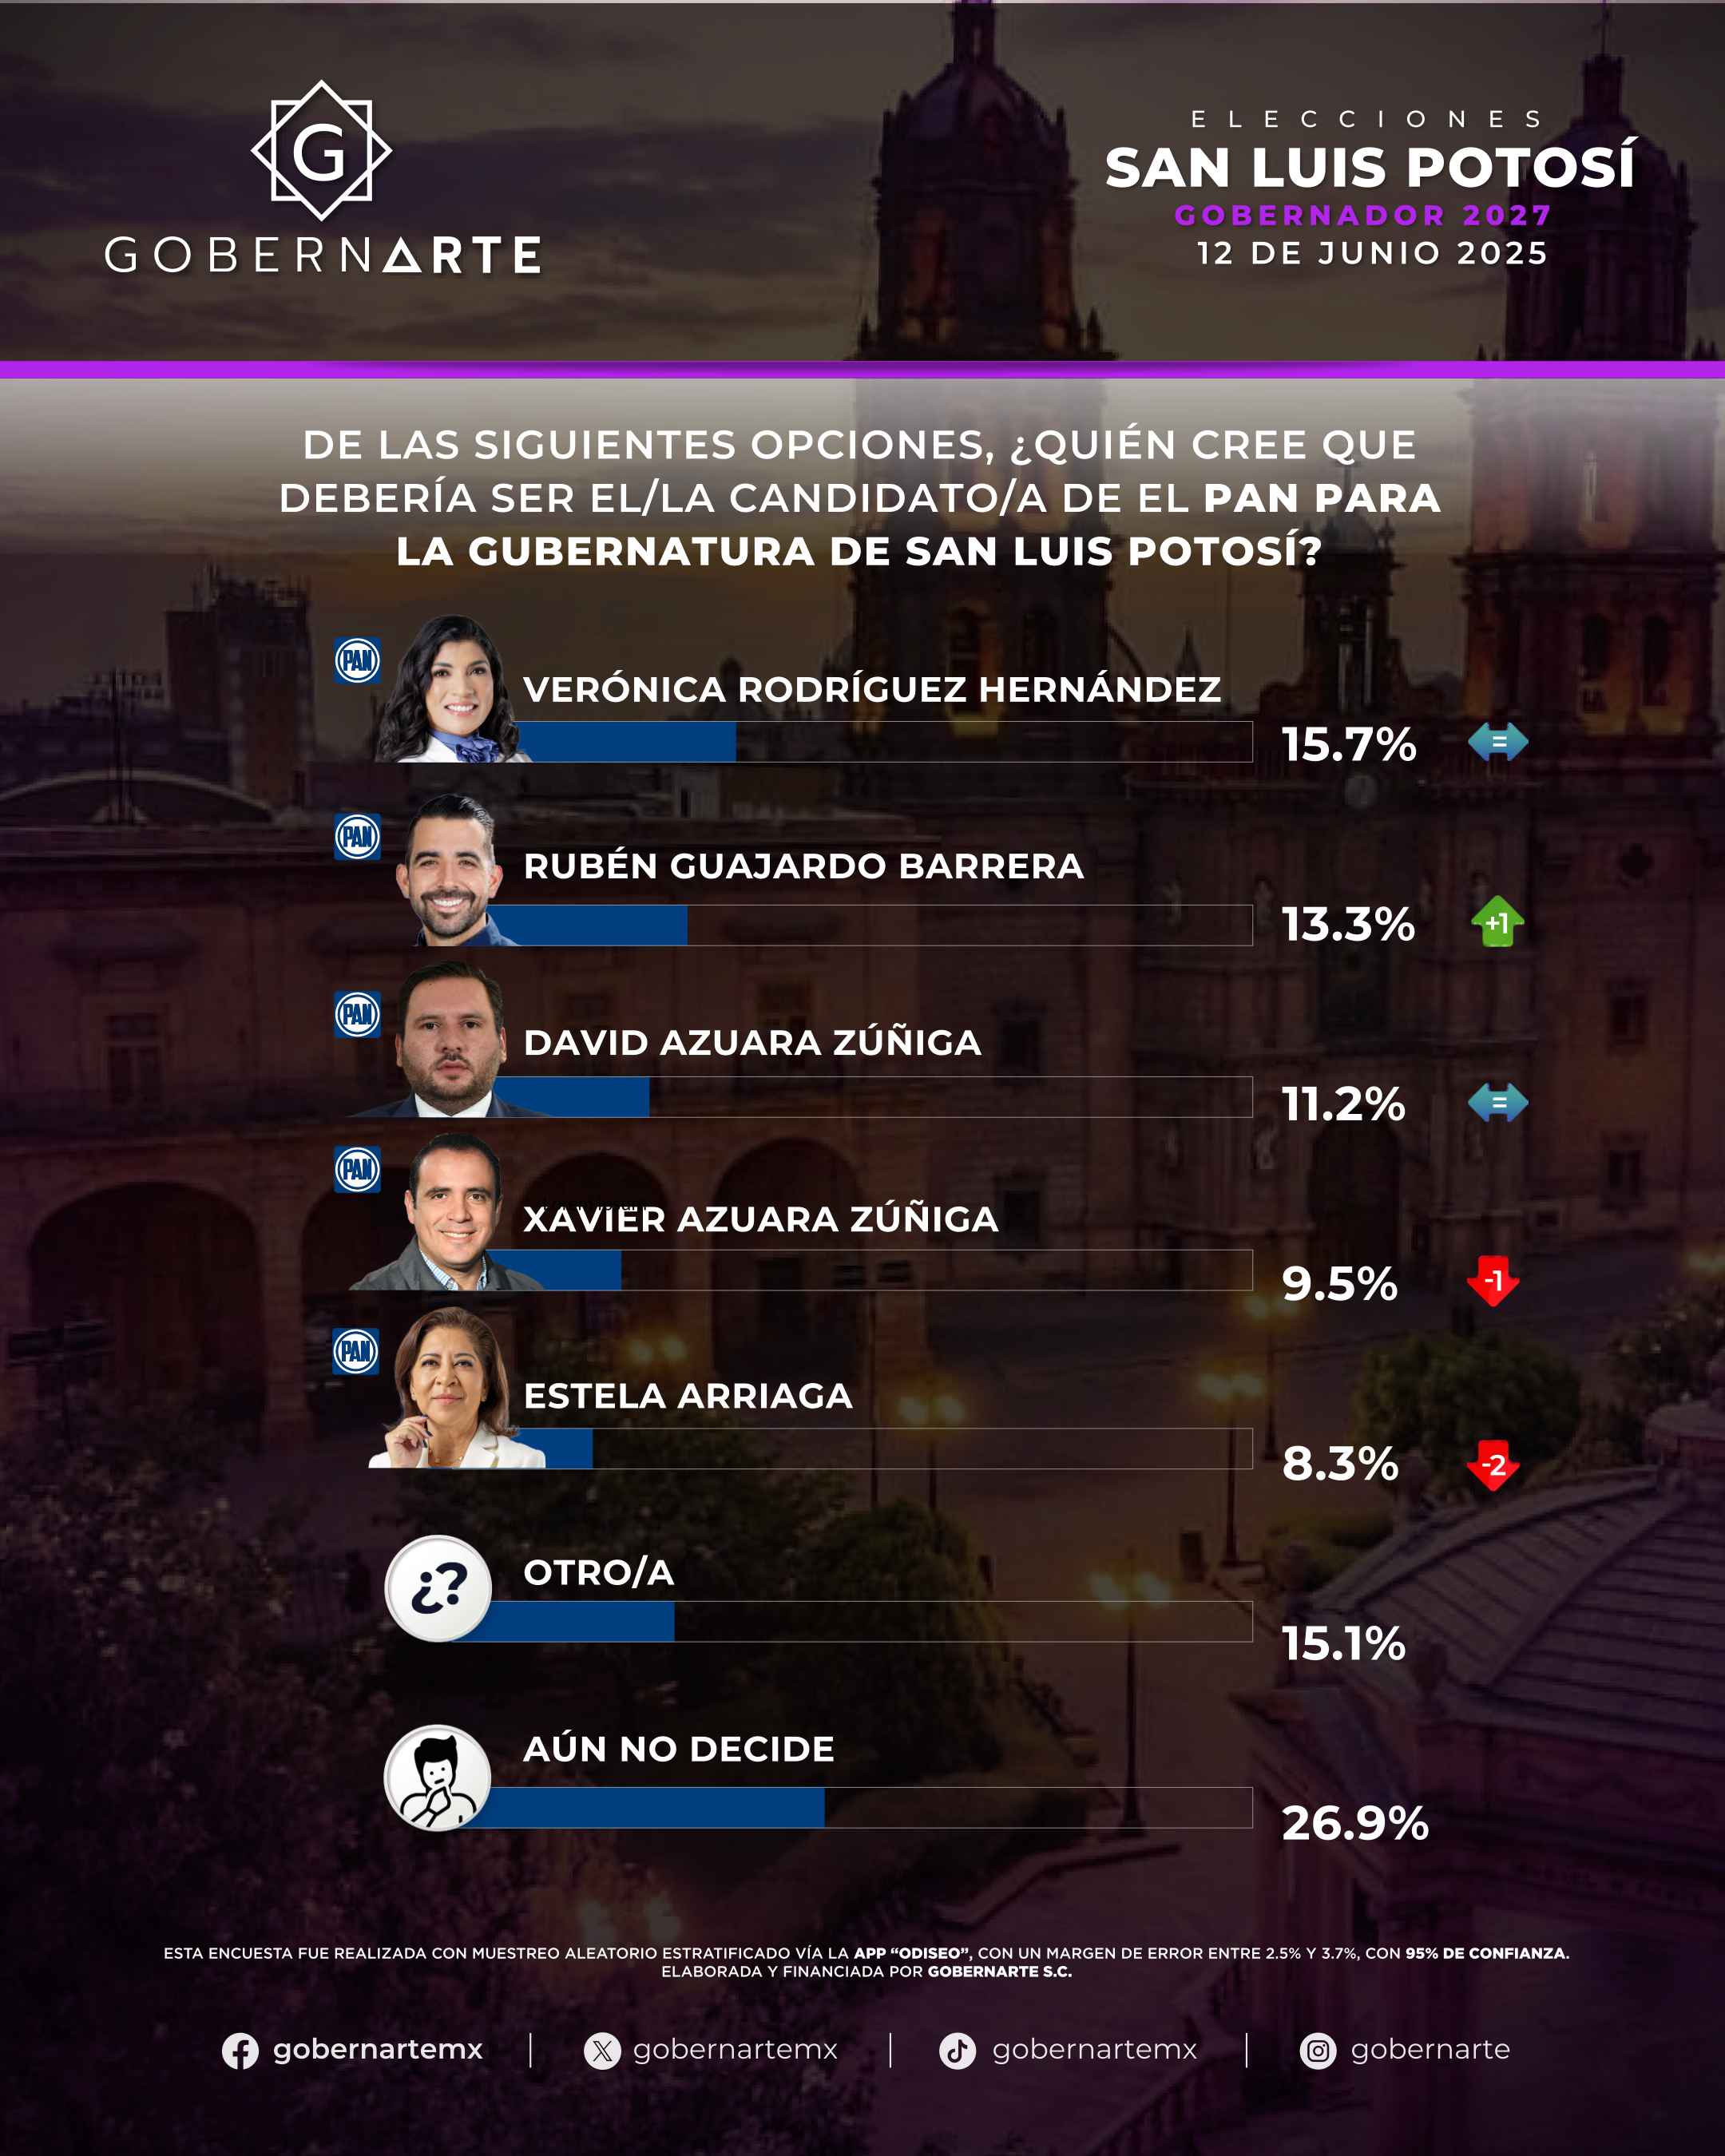 G
GOBERNARTE
ELECCIONES
SAN LUIS POTOSÍ
GOBERNADOR 2027
12 DE JUNIO 2025
DE LAS SIGUIENTES OPCIONES, ¿QUIÉN CREE QUE
DEBERÍA SER EL/LA CANDIDATO/A DE EL PAN PARA
LA GUBERNATURA DE SAN LUIS POTOSÍ?
PAN
VERÓNICA RODRÍGUEZ HERNÁNDEZ
15.7% =
PAN
RUBÉN GUAJARDO BARRERA
13.3% +1
PAN
DAVID AZUARA ZÚÑIGA
11.2% =
PAN
XAVIER AZUARA ZÚÑIGA
9.5% -1
PAN
ESTELA ARRIAGA
8.3% -2
¿?
OTRO/A
15.1%
AÚN NO DECIDE
26.9%
ESTA ENCUESTA FUE REALIZADA CON MUESTREO ALEATORIO ESTRATIFICADO VÍA LA APP “ODISEO”, CON UN MARGEN DE ERROR ENTRE 2.5% Y 3.7%, CON 95% DE CONFIANZA.
ELABORADA Y FINANCIADA POR GOBERNARTE S.C.
gobernartemx | gobernartemx | gobernartemx | gobernarte